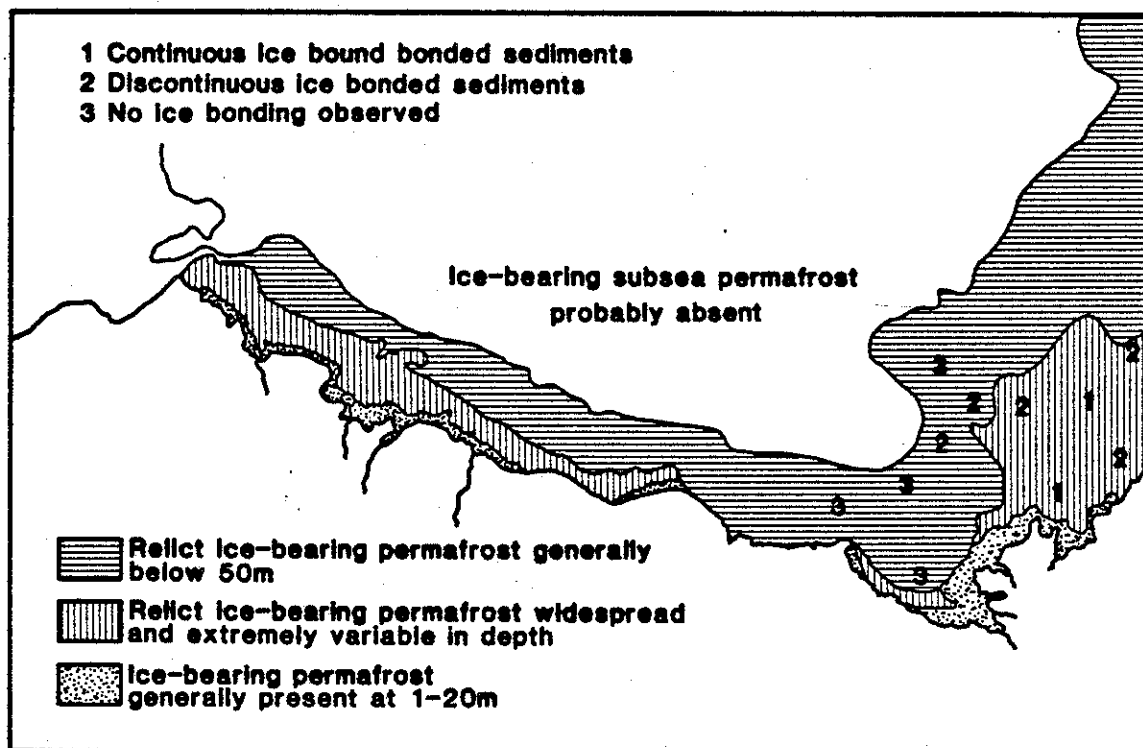 1 Continuous ice bound bonded sediments
2 Discontinuous ice bonded sediments
3 No ice bonding observed
Ice-bearing subsea permafrost
probably absent
2
2
2
2
1
2
2
2
1
3
3
3
Relict ice-bearing permafrost generally
below 50m
Relict ice-bearing permafrost widespread
and extremely variable in depth
Ice-bearing permafrost
generally present at 1-20m